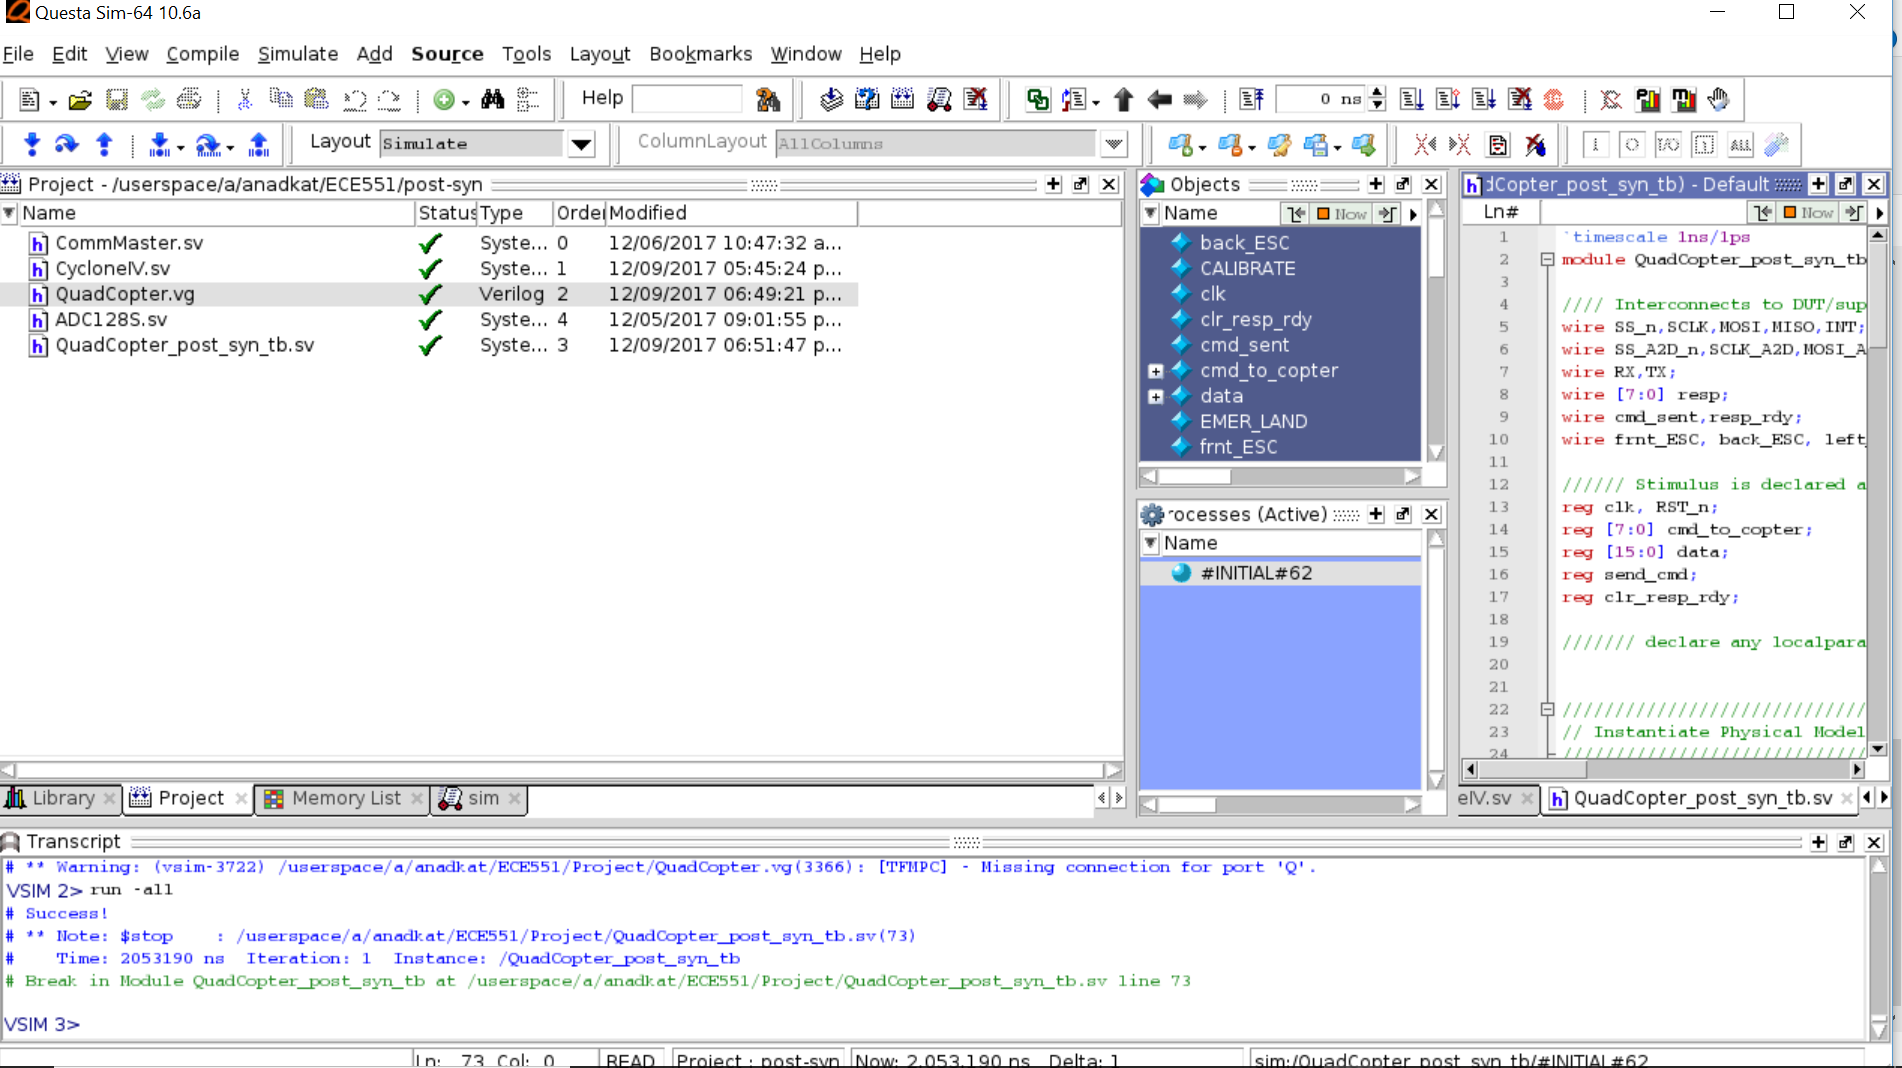 Questa Sim-64 10.6a
File Edit View Compile Simulate Add Source Tools Layout Bookmarks Window Help
Help
0 ns
Layout Simulate
ColumnLayout AllColumns
Project - /userspace/a/anadkat/ECE551/post-syn
Name Status Type Order Modified
CommMaster.sv Syste... 0 12/06/2017 10:47:32 a...
CycloneIV.sv Syste... 1 12/09/2017 05:45:24 p...
QuadCopter.vg Verilog 2 12/09/2017 06:49:21 p...
ADC128S.sv Syste... 4 12/05/2017 09:01:55 p...
QuadCopter_post_syn_tb.sv Syste... 3 12/09/2017 06:51:47 p...
Library Project Memory List sim
Objects
Name Now
back_ESC
CALIBRATE
clk
clr_resp_rdy
cmd_sent
cmd_to_copter
data
EMER_LAND
frnt_ESC
rocesses (Active)
Name
#INITIAL#62
dCopter_post_syn_tb) - Default
Ln# Now
1 `timescale 1ns/1ps
2 module QuadCopter_post_syn_tb
3
4 //// Interconnects to DUT/sup
5 wire SS_n,SCLK,MOSI,MISO,INT;
6 wire SS_A2D_n,SCLK_A2D,MOSI_A
7 wire RX,TX;
8 wire [7:0] resp;
9 wire cmd_sent,resp_rdy;
10 wire frnt_ESC, back_ESC, left_
11
12 ////// Stimulus is declared a
13 reg clk, RST_n;
14 reg [7:0] cmd_to_copter;
15 reg [15:0] data;
16 reg send_cmd;
17 reg clr_resp_rdy;
18
19 /////// declare any localpara
20
21
22 /////////////////////////////
23 // Instantiate Physical Model
24 /////////////////////////////
eIV.sv QuadCopter_post_syn_tb.sv
Transcript
# ** Warning: (vsim-3722) /userspace/a/anadkat/ECE551/Project/QuadCopter.vg(3366): [TFMPC] - Missing connection for port 'Q'.
VSIM 2> run -all
# Success!
# ** Note: $stop : /userspace/a/anadkat/ECE551/Project/QuadCopter_post_syn_tb.sv(73)
# Time: 2053190 ns Iteration: 1 Instance: /QuadCopter_post_syn_tb
# Break in Module QuadCopter_post_syn_tb at /userspace/a/anadkat/ECE551/Project/QuadCopter_post_syn_tb.sv line 73
VSIM 3>
Ln: 73 Col: 0 READ Project : post-syn Now: 2,053,190 ns Delta: 1 sim:/QuadCopter_post_syn_tb/#INITIAL#62